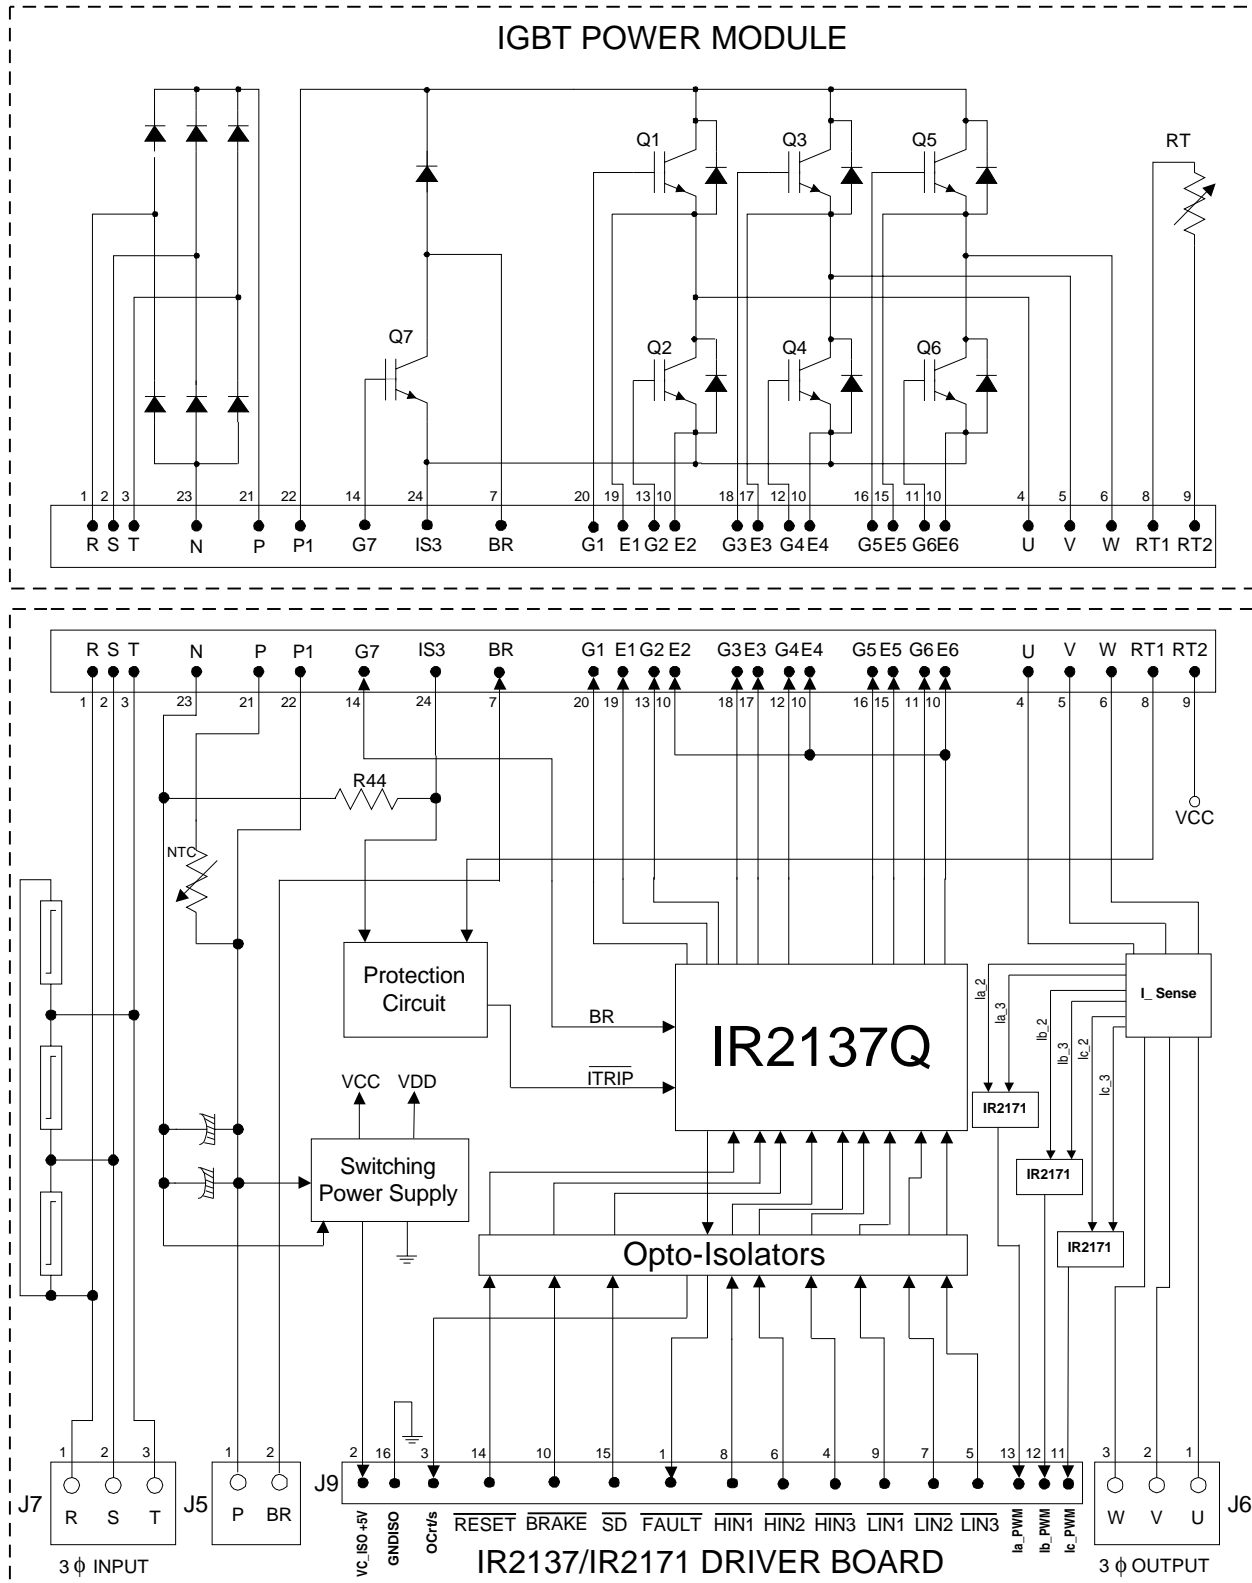 IGBT POWER MODULE
Q1 Q3 Q5 RT
Q7 Q2 Q4 Q6
1 2 3 23 21 22 14 24 7 20 19 13 10 18 17 12 10 16 15 11 10 4 5 6 8 9
R S T N P P1 G7 IS3 BR G1 E1 G2 E2 G3 E3 G4 E4 G5 E5 G6 E6 U V W RT1 RT2
R S T N P P1 G7 IS3 BR G1 E1 G2 E2 G3 E3 G4 E4 G5 E5 G6 E6 U V W RT1 RT2
1 2 3 23 21 22 14 24 7 20 19 13 10 18 17 12 10 16 15 11 10 4 5 6 8 9
R44
VCC
NTC
Protection
Circuit
IR2137Q
I_ Sense
Ia_2
Ia_3
Ib_2
Ib_3
Ic_2
Ic_3
BR
ITRIP
VCC VDD
IR2171
Switching
Power Supply
IR2171
IR2171
Opto-Isolators
1 2 3 1 2 2 16 3 14 10 15 1 8 6 4 9 7 5 13 12 11 3 2 1
J7 J5 J9 J6
R S T P BR W V U
VC_ISO +5V
GNDISO
OCrt/s
RESET BRAKE SD FAULT HIN1 HIN2 HIN3 LIN1 LIN2 LIN3
Ia_PWM
Ib_PWM
Ic_PWM
3 ϕ INPUT IR2137/IR2171 DRIVER BOARD 3 ϕ OUTPUT